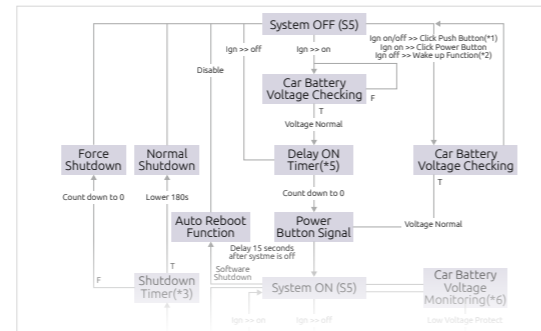 System OFF (S5)
Ign on/off >> Click Push Button(*1)
Ign on >> Click Power Button
Ign off >> Wake up Function(*2)
Ign >> off
Ign >> on
Disable
Car Battery
Voltage Checking
F
T
Voltage Normal
Force
Shutdown
Normal
Shutdown
Delay ON
Timer(*5)
Car Battery
Voltage Checking
Count down to 0
Lower 180s
Count down to 0
T
Auto Reboot
Function
Power
Button Signal
Voltage Normal
Delay 15 seconds
after systme is off
Software
Shutdown
F
T
Shutdown
Timer(*3)
System ON (S5)
Car Battery
Voltage
Monitoring(*6)
Ign >> on
Ign >>off
Low Voltage Protect